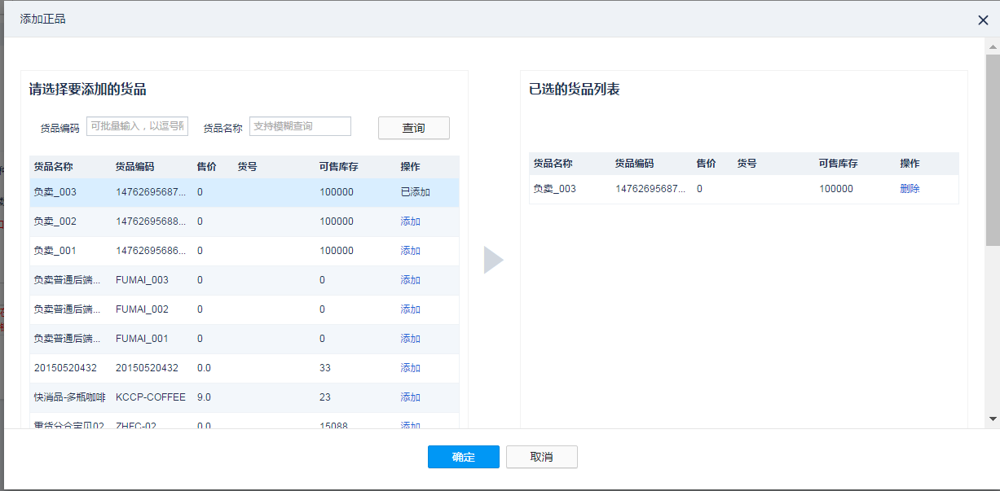 添加正品
请选择要添加的货品
货品编码 可批量输入，以逗号 货品名称 支持模糊查询 查询
货品名称 货品编码 售价 货号 可售库存 操作
负卖_003 14762695687... 0 100000 已添加
负卖_002 14762695688... 0 100000 添加
负卖_001 14762695686... 0 100000 添加
负卖普通后端... FUMAI_003 0 0 添加
负卖普通后端... FUMAI_002 0 0 添加
负卖普通后端... FUMAI_001 0 0 添加
20150520432 20150520432 0.0 33 添加
快消品-多瓶咖啡 KCCP-COFFEE 9.0 23 添加
重货分仓宝贝02 ZHFC-02 0.0 15088 添加
已选的货品列表
货品名称 货品编码 售价 货号 可售库存 操作
负卖_003 14762695687... 0 100000 删除
确定 取消